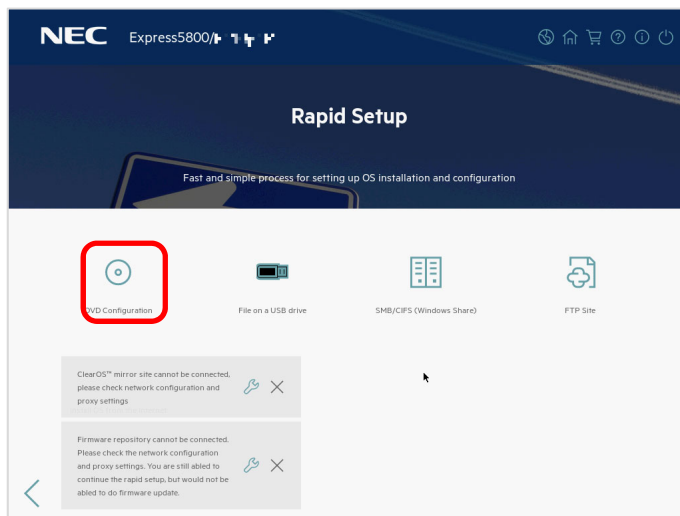 NEC Express5800/
Rapid Setup
Fast and simple process for setting up OS installation and configuration
DVD Configuration
File on a USB drive
SMB/CIFS (Windows Share)
FTP Site
ClearOS™ mirror site cannot be connected,
please check network configuration and
proxy settings
Firmware repository cannot be connected.
Please check the network configuration
and proxy settings. You are still abled to
continue the rapid setup, but would not be
abled to do firmware update.